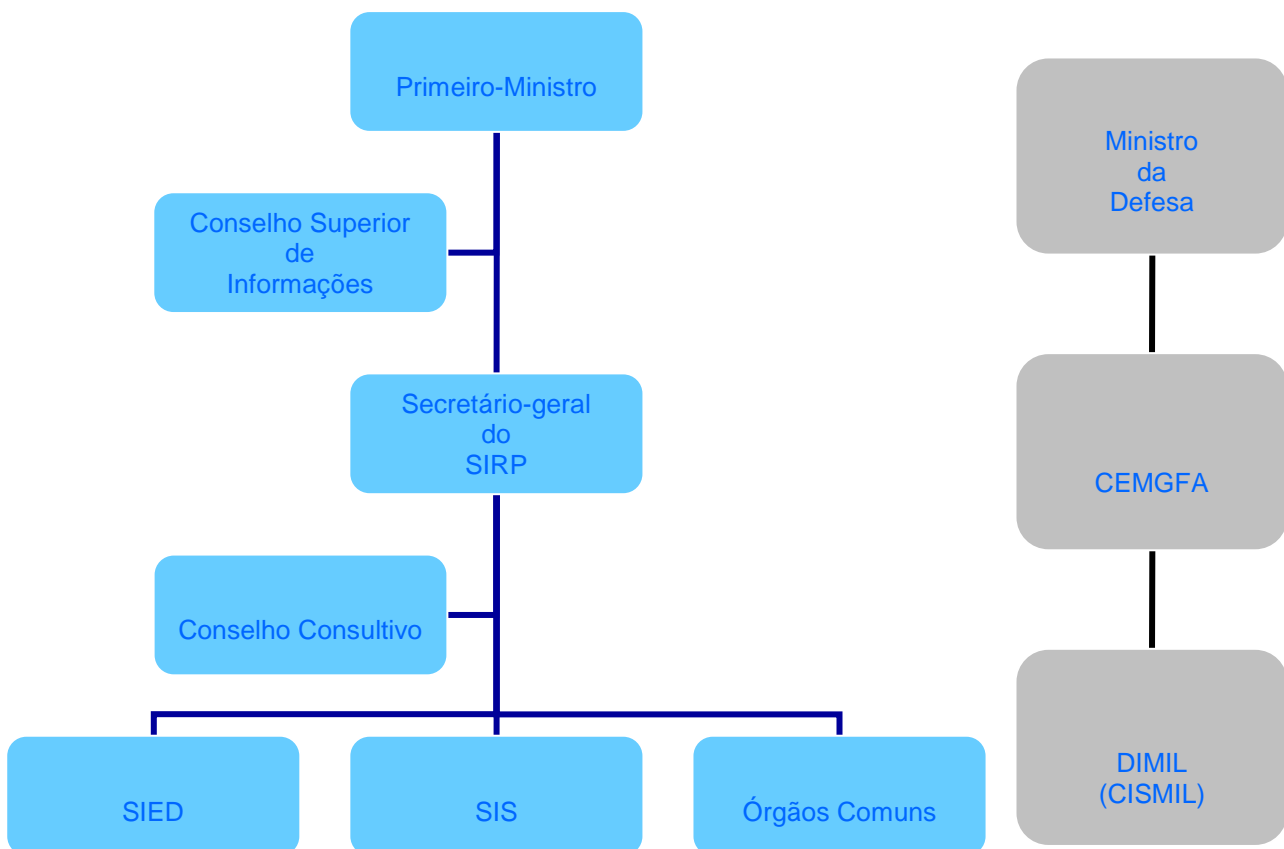 Primeiro-Ministro
Conselho Superior
de
Informações
Secretário-geral
do
SIRP
Conselho Consultivo
SIED
SIS
Órgãos Comuns
Ministro
da
Defesa
CEMGFA
DIMIL
(CISMIL)